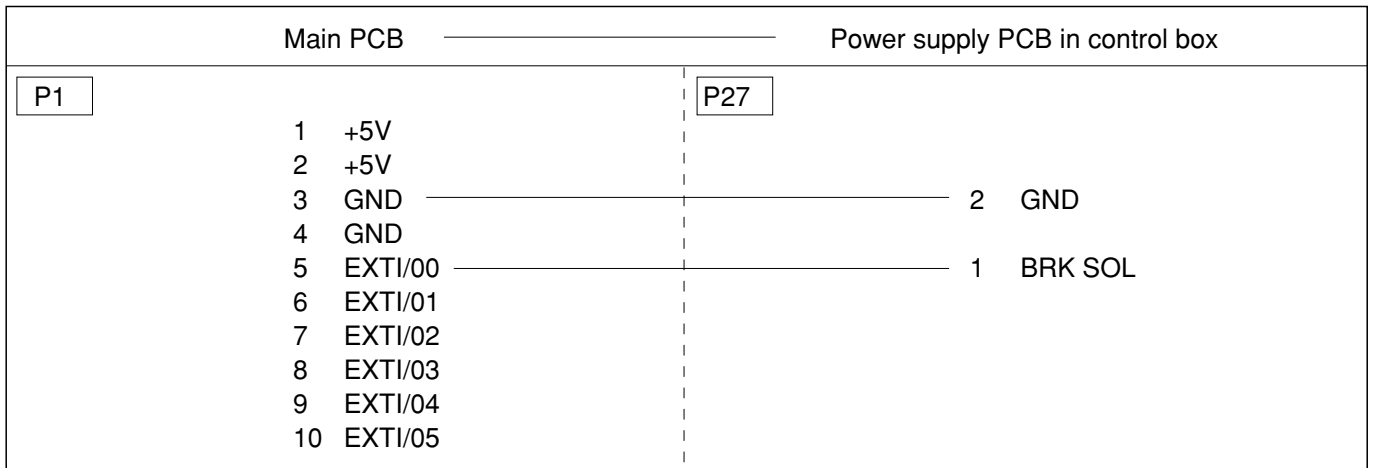 Main PCB Power supply PCB in control box
P1 P27
1 +5V
2 +5V
3 GND 2 GND
4 GND
5 EXTI/00 1 BRK SOL
6 EXTI/01
7 EXTI/02
8 EXTI/03
9 EXTI/04
10 EXTI/05